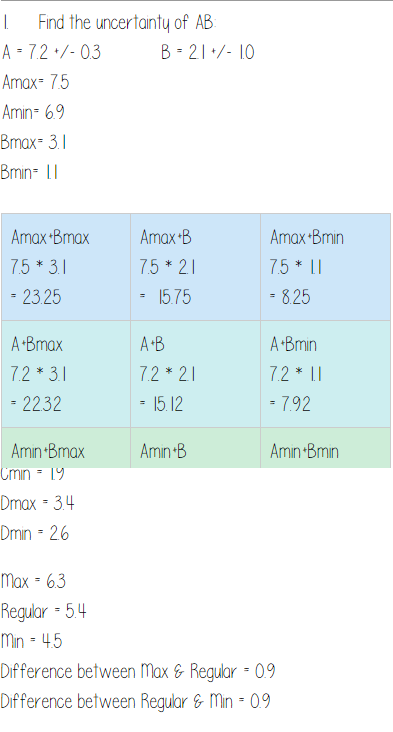 1. Find the uncertainty of AB:
A = 7.2 +/- 0.3 B = 2.1 +/- 1.0
Amax= 7.5
Amin= 6.9
Bmax= 3.1
Bmin= 1.1
Amax*Bmax Amax*B Amax*Bmin
7.5 * 3.1 7.5 * 2.1 7.5 * 1.1
= 23.25 = 15.75 = 8.25
A*Bmax A*B A*Bmin
7.2 * 3.1 7.2 * 2.1 7.2 * 1.1
= 22.32 = 15.12 = 7.92
Amin*Bmax Amin*B Amin*Bmin
Cmin = 1.9
Dmax = 3.4
Dmin = 2.6
Max = 6.3
Regular = 5.4
Min = 4.5
Difference between Max & Regular = 0.9
Difference between Regular & Min = 0.9